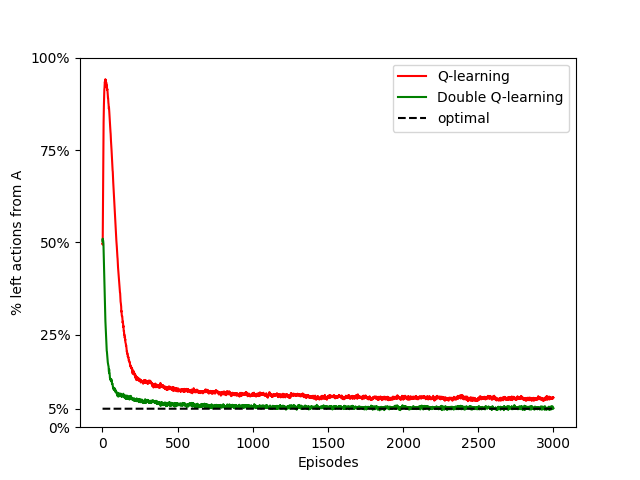 100%
75%
50%
25%
5%
0%
% left actions from A
Q-learning
Double Q-learning
optimal
0 500 1000 1500 2000 2500 3000
Episodes